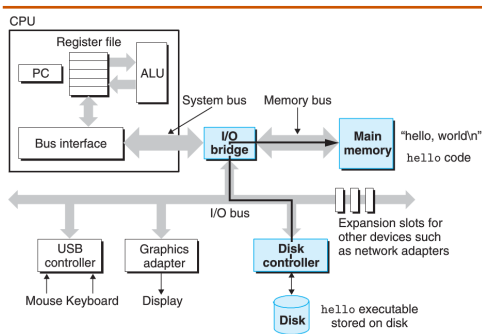 CPU
Register file
PC
ALU
System bus
Memory bus
Bus interface
I/O
bridge
Main
memory
"hello, world\n"
hello code
I/O bus
Expansion slots for
other devices such
as network adapters
USB
controller
Graphics
adapter
Disk
controller
Mouse Keyboard
Display
Disk
hello executable
stored on disk